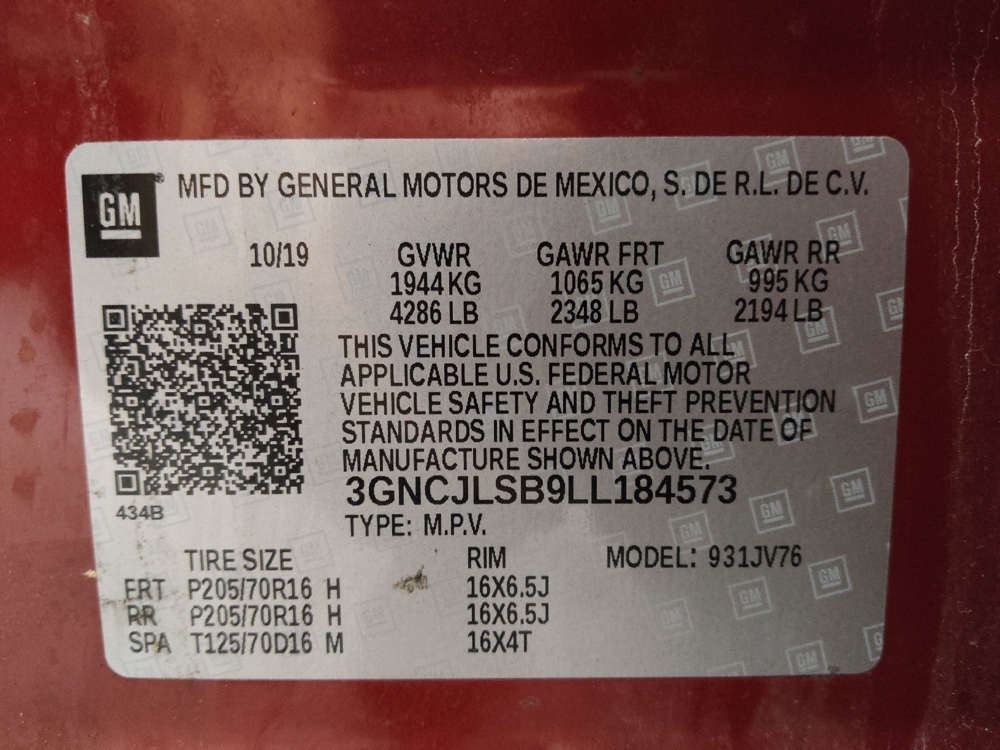 GM® MFD BY GENERAL MOTORS DE MEXICO, S. DE R.L. DE C.V.
10/19 GVWR GAWR FRT GAWR RR
1944 KG 1065 KG 995 KG
4286 LB 2348 LB 2194 LB
THIS VEHICLE CONFORMS TO ALL
APPLICABLE U.S. FEDERAL MOTOR
VEHICLE SAFETY AND THEFT PREVENTION
STANDARDS IN EFFECT ON THE DATE OF
MANUFACTURE SHOWN ABOVE.
3GNCJLSB9LL184573
434B
TYPE: M.P.V.
TIRE SIZE RIM MODEL: 931JV76
FRT P205/70R16 H 16X6.5J
RR P205/70R16 H 16X6.5J
SPA T125/70D16 M 16X4T